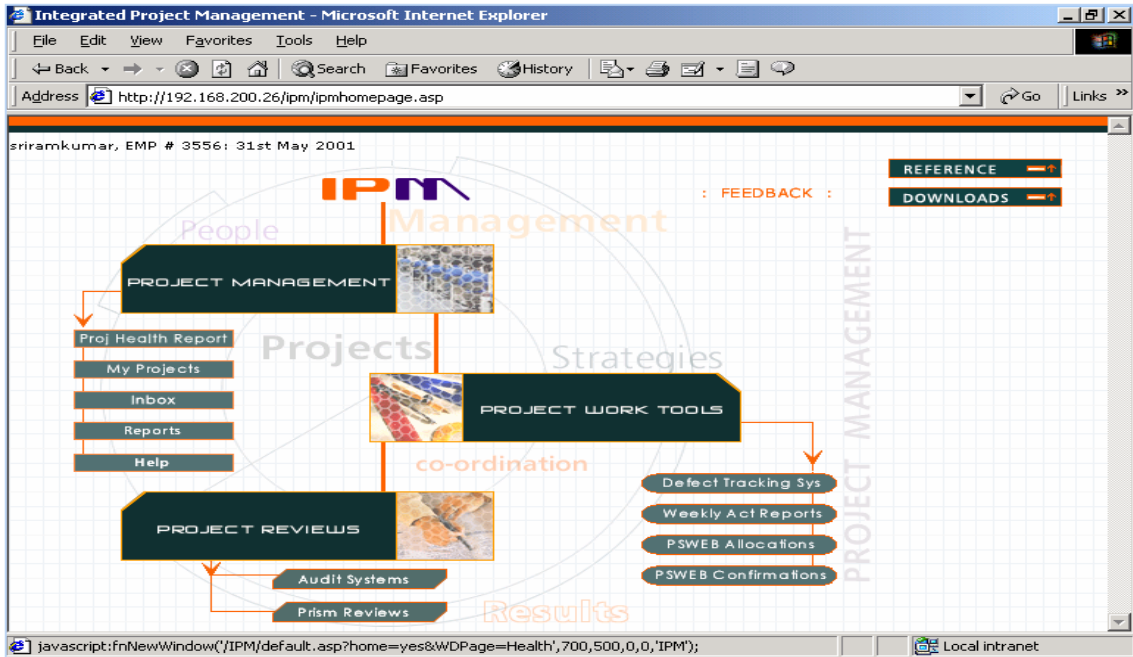 Integrated Project Management - Microsoft Internet Explorer
File Edit View Favorites Tools Help
Back Search Favorites History
Address http://192.168.200.26/ipm/ipmhomepage.asp Go Links »
sriramkumar, EMP # 3556: 31st May 2001
REFERENCE
IPM
: FEEDBACK :
DOWNLOADS
People
Management
PROJECT MANAGEMENT
Proj Health Report
Projects
Strategies
My Projects
Inbox
Reports
Help
PROJECT WORK TOOLS
co-ordination
Defect Tracking Sys
Weekly Act Reports
PSWEB Allocations
PSWEB Confirmations
PROJECT MANAGEMENT
PROJECT REVIEWS
Audit Systems
Prism Reviews
Results
javascript:fnNewWindow('/IPM/default.asp?home=yes&WDPage=Health',700,500,0,0,'IPM'); Local intranet